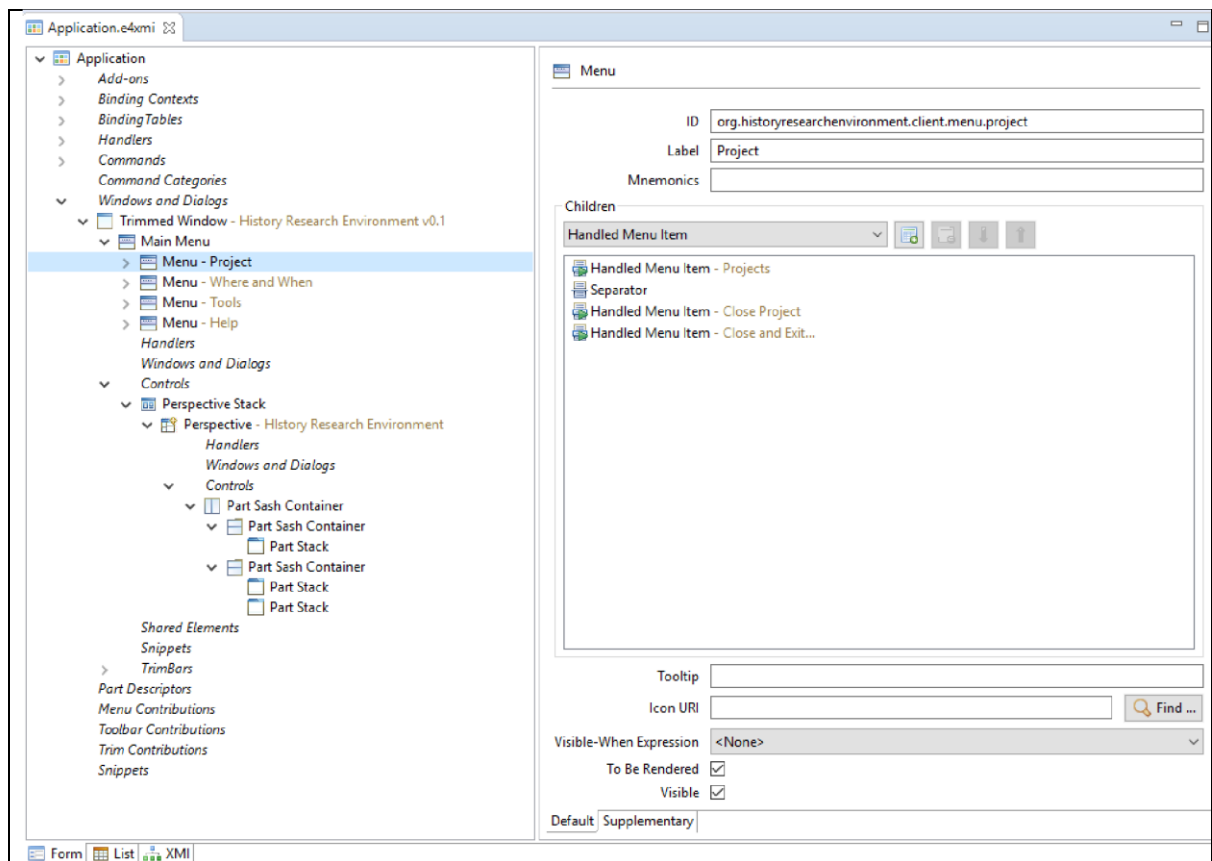 Application.e4xmi
Application
Add-ons
Binding Contexts
BindingTables
Handlers
Commands
Command Categories
Windows and Dialogs
Trimmed Window - History Research Environment v0.1
Main Menu
Menu - Project
Menu - Where and When
Menu - Tools
Menu - Help
Handlers
Windows and Dialogs
Controls
Perspective Stack
Perspective - HIstory Research Environment
Handlers
Windows and Dialogs
Controls
Part Sash Container
Part Sash Container
Part Stack
Part Sash Container
Part Stack
Part Stack
Shared Elements
Snippets
TrimBars
Part Descriptors
Menu Contributions
Toolbar Contributions
Trim Contributions
Snippets
Menu
ID org.historyresearchenvironment.client.menu.project
Label Project
Mnemonics
Children
Handled Menu Item
Handled Menu Item - Projects
Separator
Handled Menu Item - Close Project
Handled Menu Item - Close and Exit...
Tooltip
Icon URI Find ...
Visible-When Expression <None>
To Be Rendered
Visible
Default Supplementary
Form List XMI